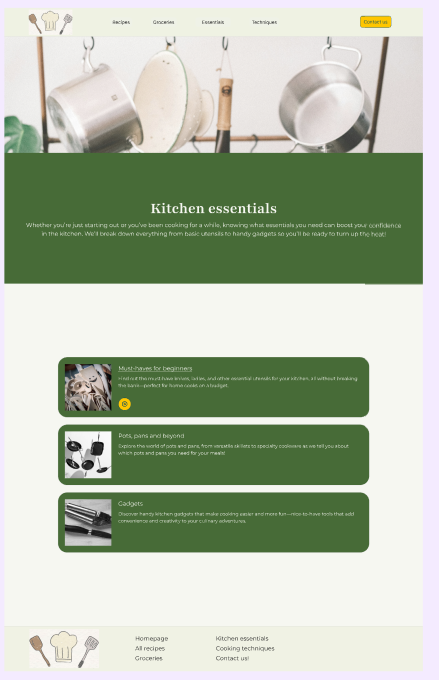 Recipes Groceries Essentials Techniques Contact us
Kitchen essentials
Whether you're just starting out or you've been cooking for a while, knowing what essentials you need can boost your confidence
in the kitchen. We'll break down everything from basic utensils to handy gadgets so you'll be ready to turn up the heat!
Must-haves for beginners
Find out the must have knives, ladles, and other essential utensils for your kitchen, all without breaking
the bank—perfect for home cooks on a budget.
Pots, pans and beyond
Explore the world of pots and pans, from versatile skillets to specialty cookware as we tell you about
which pots and pans you need for your meals!
Gadgets
Discover handy kitchen gadgets that make cooking easier and more fun—nice-to-have tools that add
convenience and creativity to your culinary adventures.
Homepage Kitchen essentials
All recipes Cooking techniques
Groceries Contact us!